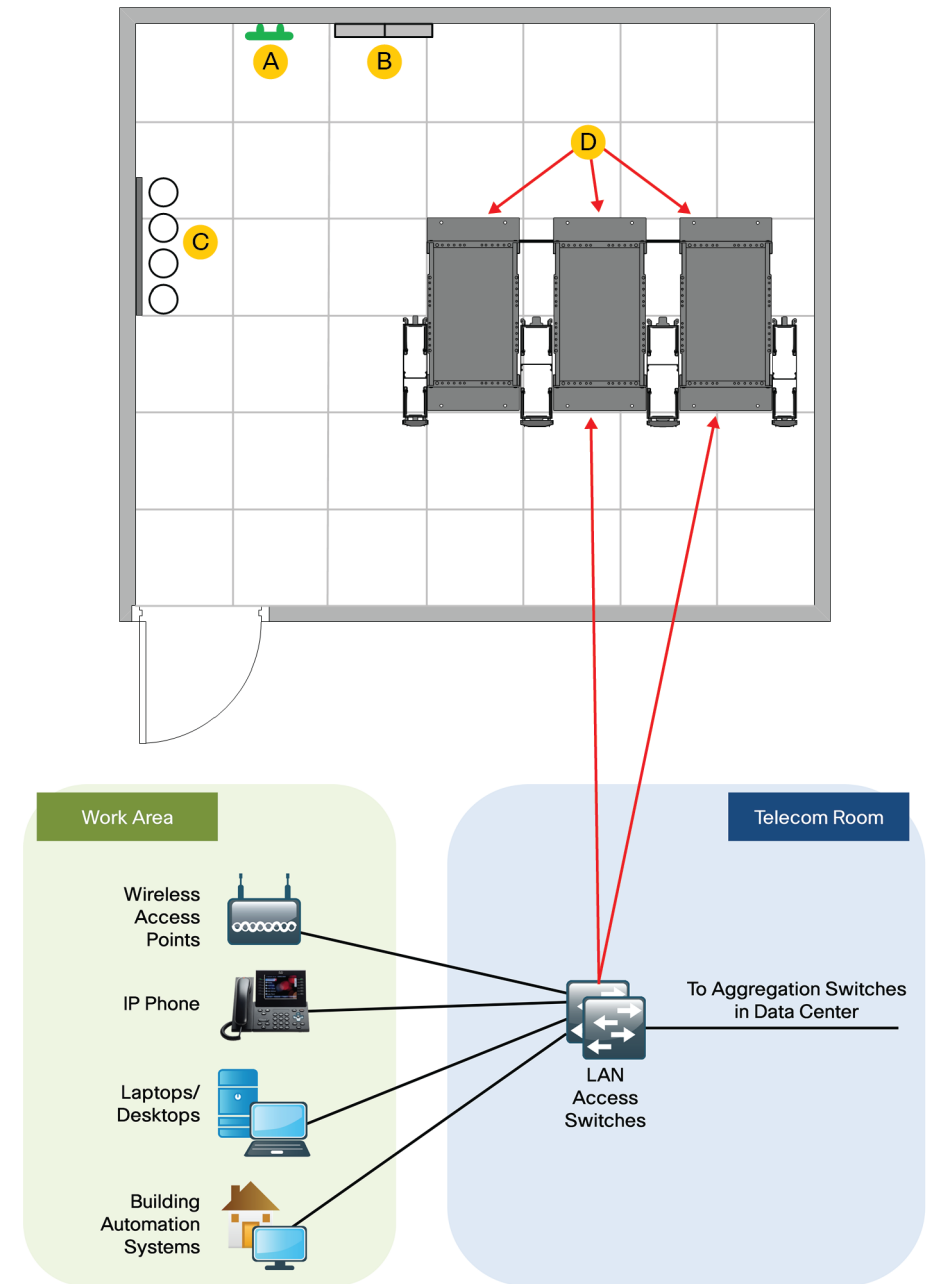 A
B
D
C
Work Area
Telecom Room
Wireless
Access
Points
IP Phone
To Aggregation Switches
in Data Center
LAN
Access
Switches
Laptops/
Desktops
Building
Automation
Systems